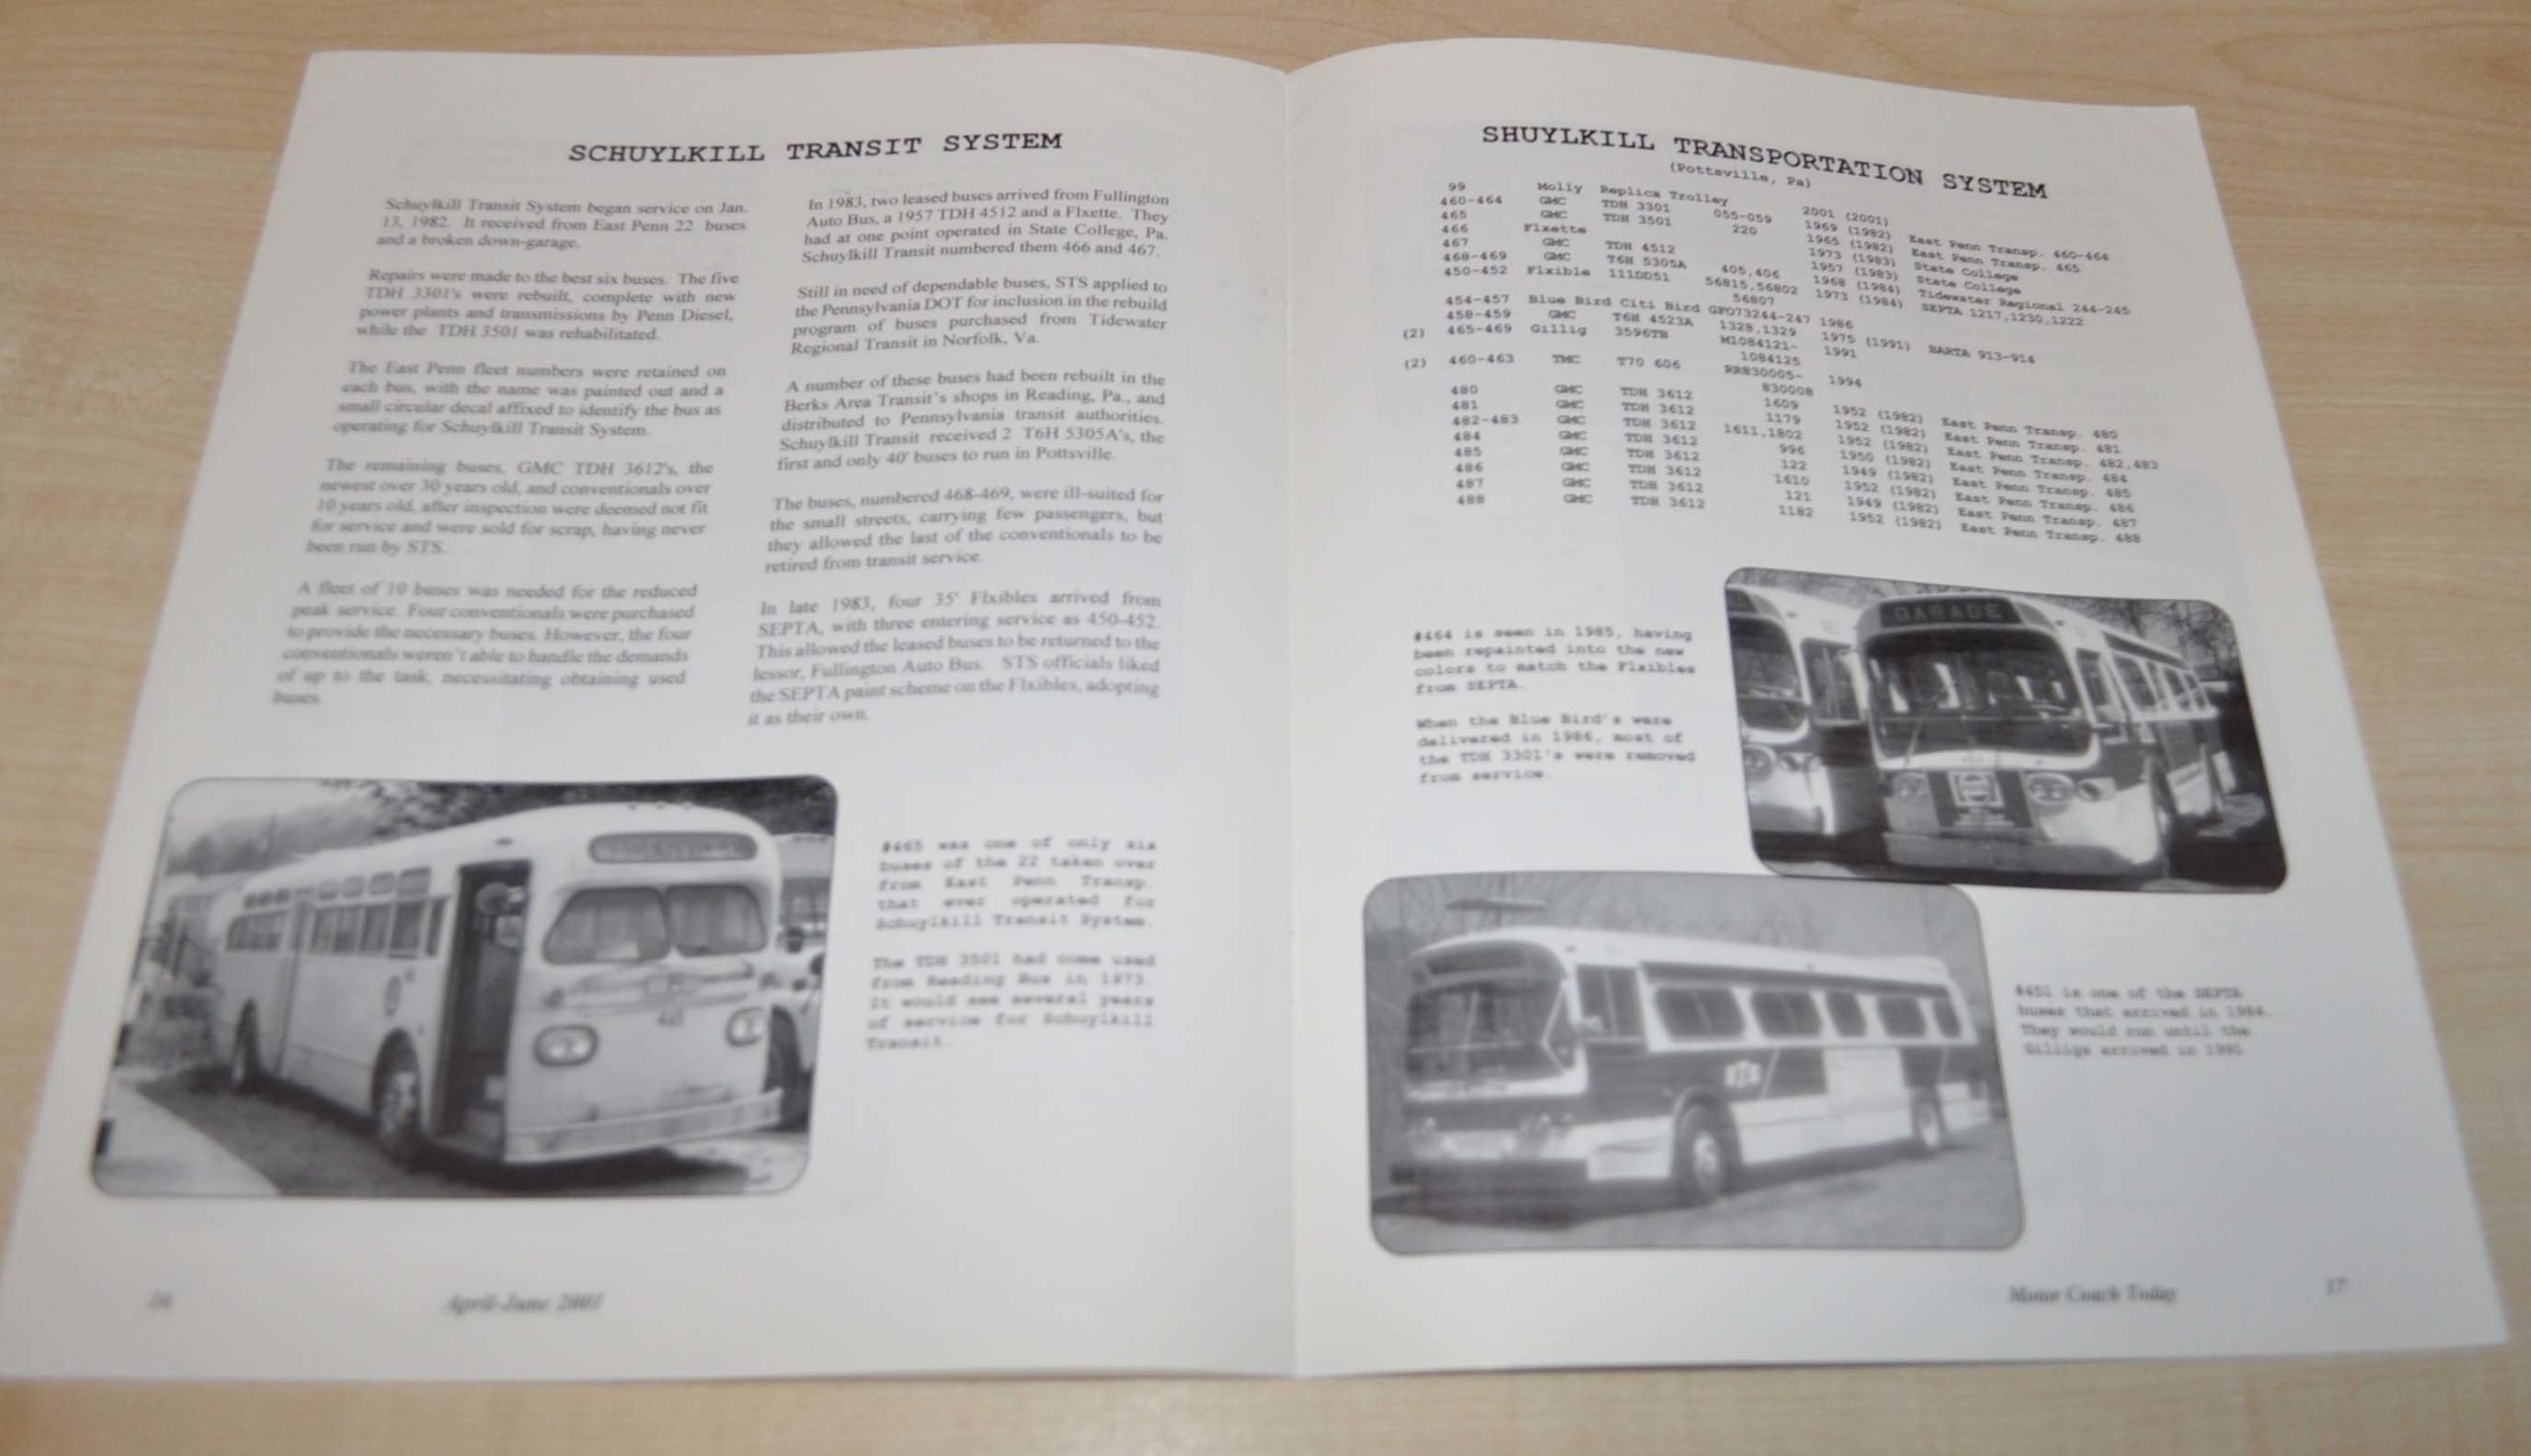 SCHUYLKILL TRANSIT SYSTEM
Schuylkill Transit System began service on Jan.
13, 1982. It received from East Penn 22 buses
and a broken down-garage.
Repairs were made to the best six buses. The five
TDH 3301's were rebuilt, complete with new
power plants and transmissions by Penn Diesel,
while the TDH 3501 was rehabilitated.
The East Penn fleet numbers were retained on
each bus, with the name was painted out and a
small circular decal affixed to identify the bus as
operating for Schuylkill Transit System.
The remaining buses, GMC TDH 3612's, the
newest over 30 years old, and conventionals over
10 years old, after inspection were deemed not fit
for service and were sold for scrap, having never
been run by STS.
A fleet of 10 buses was needed for the reduced
peak service. Four conventionals were purchased
to provide the necessary buses. However, the four
conventionals weren't able to handle the demands
of up to the task, necessitating obtaining used
buses.
In 1983, two leased buses arrived from Fullington
Auto Bus, a 1957 TDH 4512 and a Flxette. They
had at one point operated in State College, Pa.
Schuylkill Transit numbered them 466 and 467.
Still in need of dependable buses, STS applied to
the Pennsylvania DOT for inclusion in the rebuild
program of buses purchased from Tidewater
Regional Transit in Norfolk, Va.
A number of these buses had been rebuilt in the
Berks Area Transit's shops in Reading, Pa., and
distributed to Pennsylvania transit authorities.
Schuylkill Transit received 2 T6H 5305A's, the
first and only 40' buses to run in Pottsville.
The buses, numbered 468-469, were ill-suited for
the small streets, carrying few passengers, but
they allowed the last of the conventionals to be
retired from transit service.
In late 1983, four 35' Flxibles arrived from
SEPTA, with three entering service as 450-452.
This allowed the leased buses to be returned to the
lessor, Fullington Auto Bus. STS officials liked
the SEPTA paint scheme on the Flxibles, adopting
it as their own.
#465 was one of only six
buses of the 22 taken over
from East Penn Transp.
that ever operated for
Schuylkill Transit System.
The TDH 3501 had come used
from Reading Bus in 1973.
It would see several years
of service for Schuylkill
Transit.
465
16
April-June 2001
SHUYLKILL TRANSPORTATION SYSTEM
(Pottsville, Pa)
99 Molly Replica Trolley 2001 (2001)
460-464 GMC TDH 3301 055-059 1969 (1982) East Penn Transp. 460-464
465 GMC TDH 3501 220 1965 (1982) East Penn Transp. 465
466 Flxette 1973 (1983) State College
467 GMC TDH 4512 1957 (1983) State College
468-469 GMC T6H 5305A 405,406 1968 (1984) Tidewater Regional 244-245
450-452 Flxible 111DD51 56815,56802 1973 (1984) SEPTA 1217,1230,1222
56807
454-457 Blue Bird Citi Bird GF073244-247 1986
458-459 GMC T6H 4523A 1328,1329 1975 (1991) BARTA 913-914
(2) 465-469 Gillig 3596TB M1084121- 1991
1084125
(2) 460-463 TMC T70 606 RR830005- 1994
830008
480 GMC TDH 3612 1609 1952 (1982) East Penn Transp. 480
481 GMC TDH 3612 1179 1952 (1982) East Penn Transp. 481
482-483 GMC TDH 3612 1611,1802 1952 (1982) East Penn Transp. 482,483
484 GMC TDH 3612 996 1950 (1982) East Penn Transp. 484
485 GMC TDH 3612 122 1949 (1982) East Penn Transp. 485
486 GMC TDH 3612 1610 1952 (1982) East Penn Transp. 486
487 GMC TDH 3612 121 1949 (1982) East Penn Transp. 487
488 GMC TDH 3612 1182 1952 (1982) East Penn Transp. 488
#464 is seen in 1985, having
been repainted into the new
colors to match the Flxibles
from SEPTA.
When the Blue Bird's were
delivered in 1986, most of
the TDH 3301's were removed
from service.
GARAGE
#451 is one of the SEPTA
buses that arrived in 1984.
They would run until the
Gilligs arrived in 1991
Motor Coach Today
17